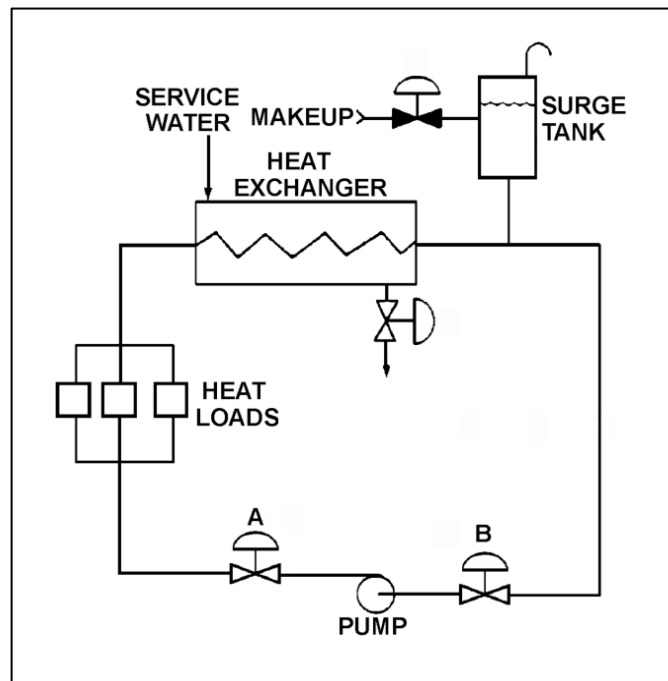 SERVICE
WATER
MAKEUP
SURGE
TANK
HEAT
EXCHANGER
HEAT
LOADS
A
B
PUMP